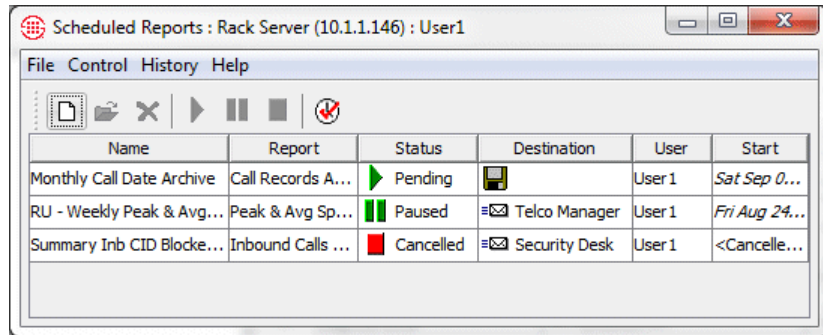 Scheduled Reports : Rack Server (10.1.1.146) : User1
File Control History Help
Name Report Status Destination User Start
Monthly Call Date Archive Call Records A... Pending User1 Sat Sep 0...
RU - Weekly Peak & Avg... Peak & Avg Sp... Paused Telco Manager User1 Fri Aug 24...
Summary Inb CID Blocke... Inbound Calls ... Cancelled Security Desk User1 <Cancelle...